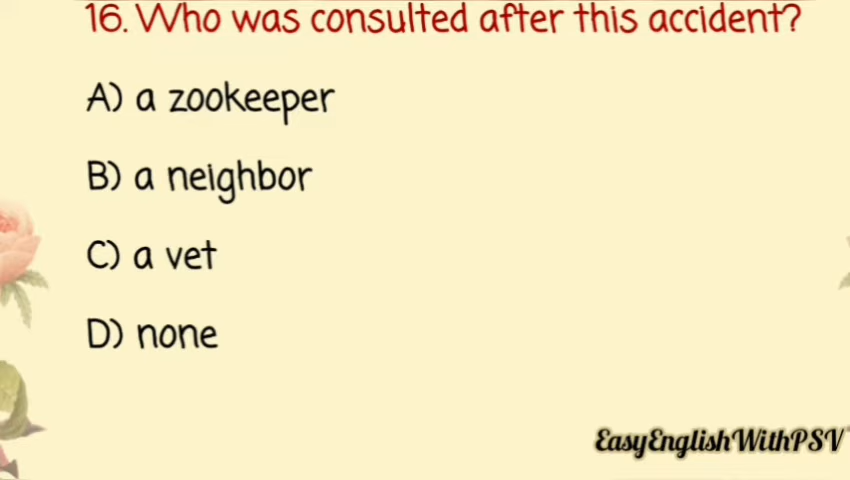 16. Who was consulted after this accident?
A) a zookeeper
B) a neighbor
C) a vet
D) none
EasyEnglishWithPSV